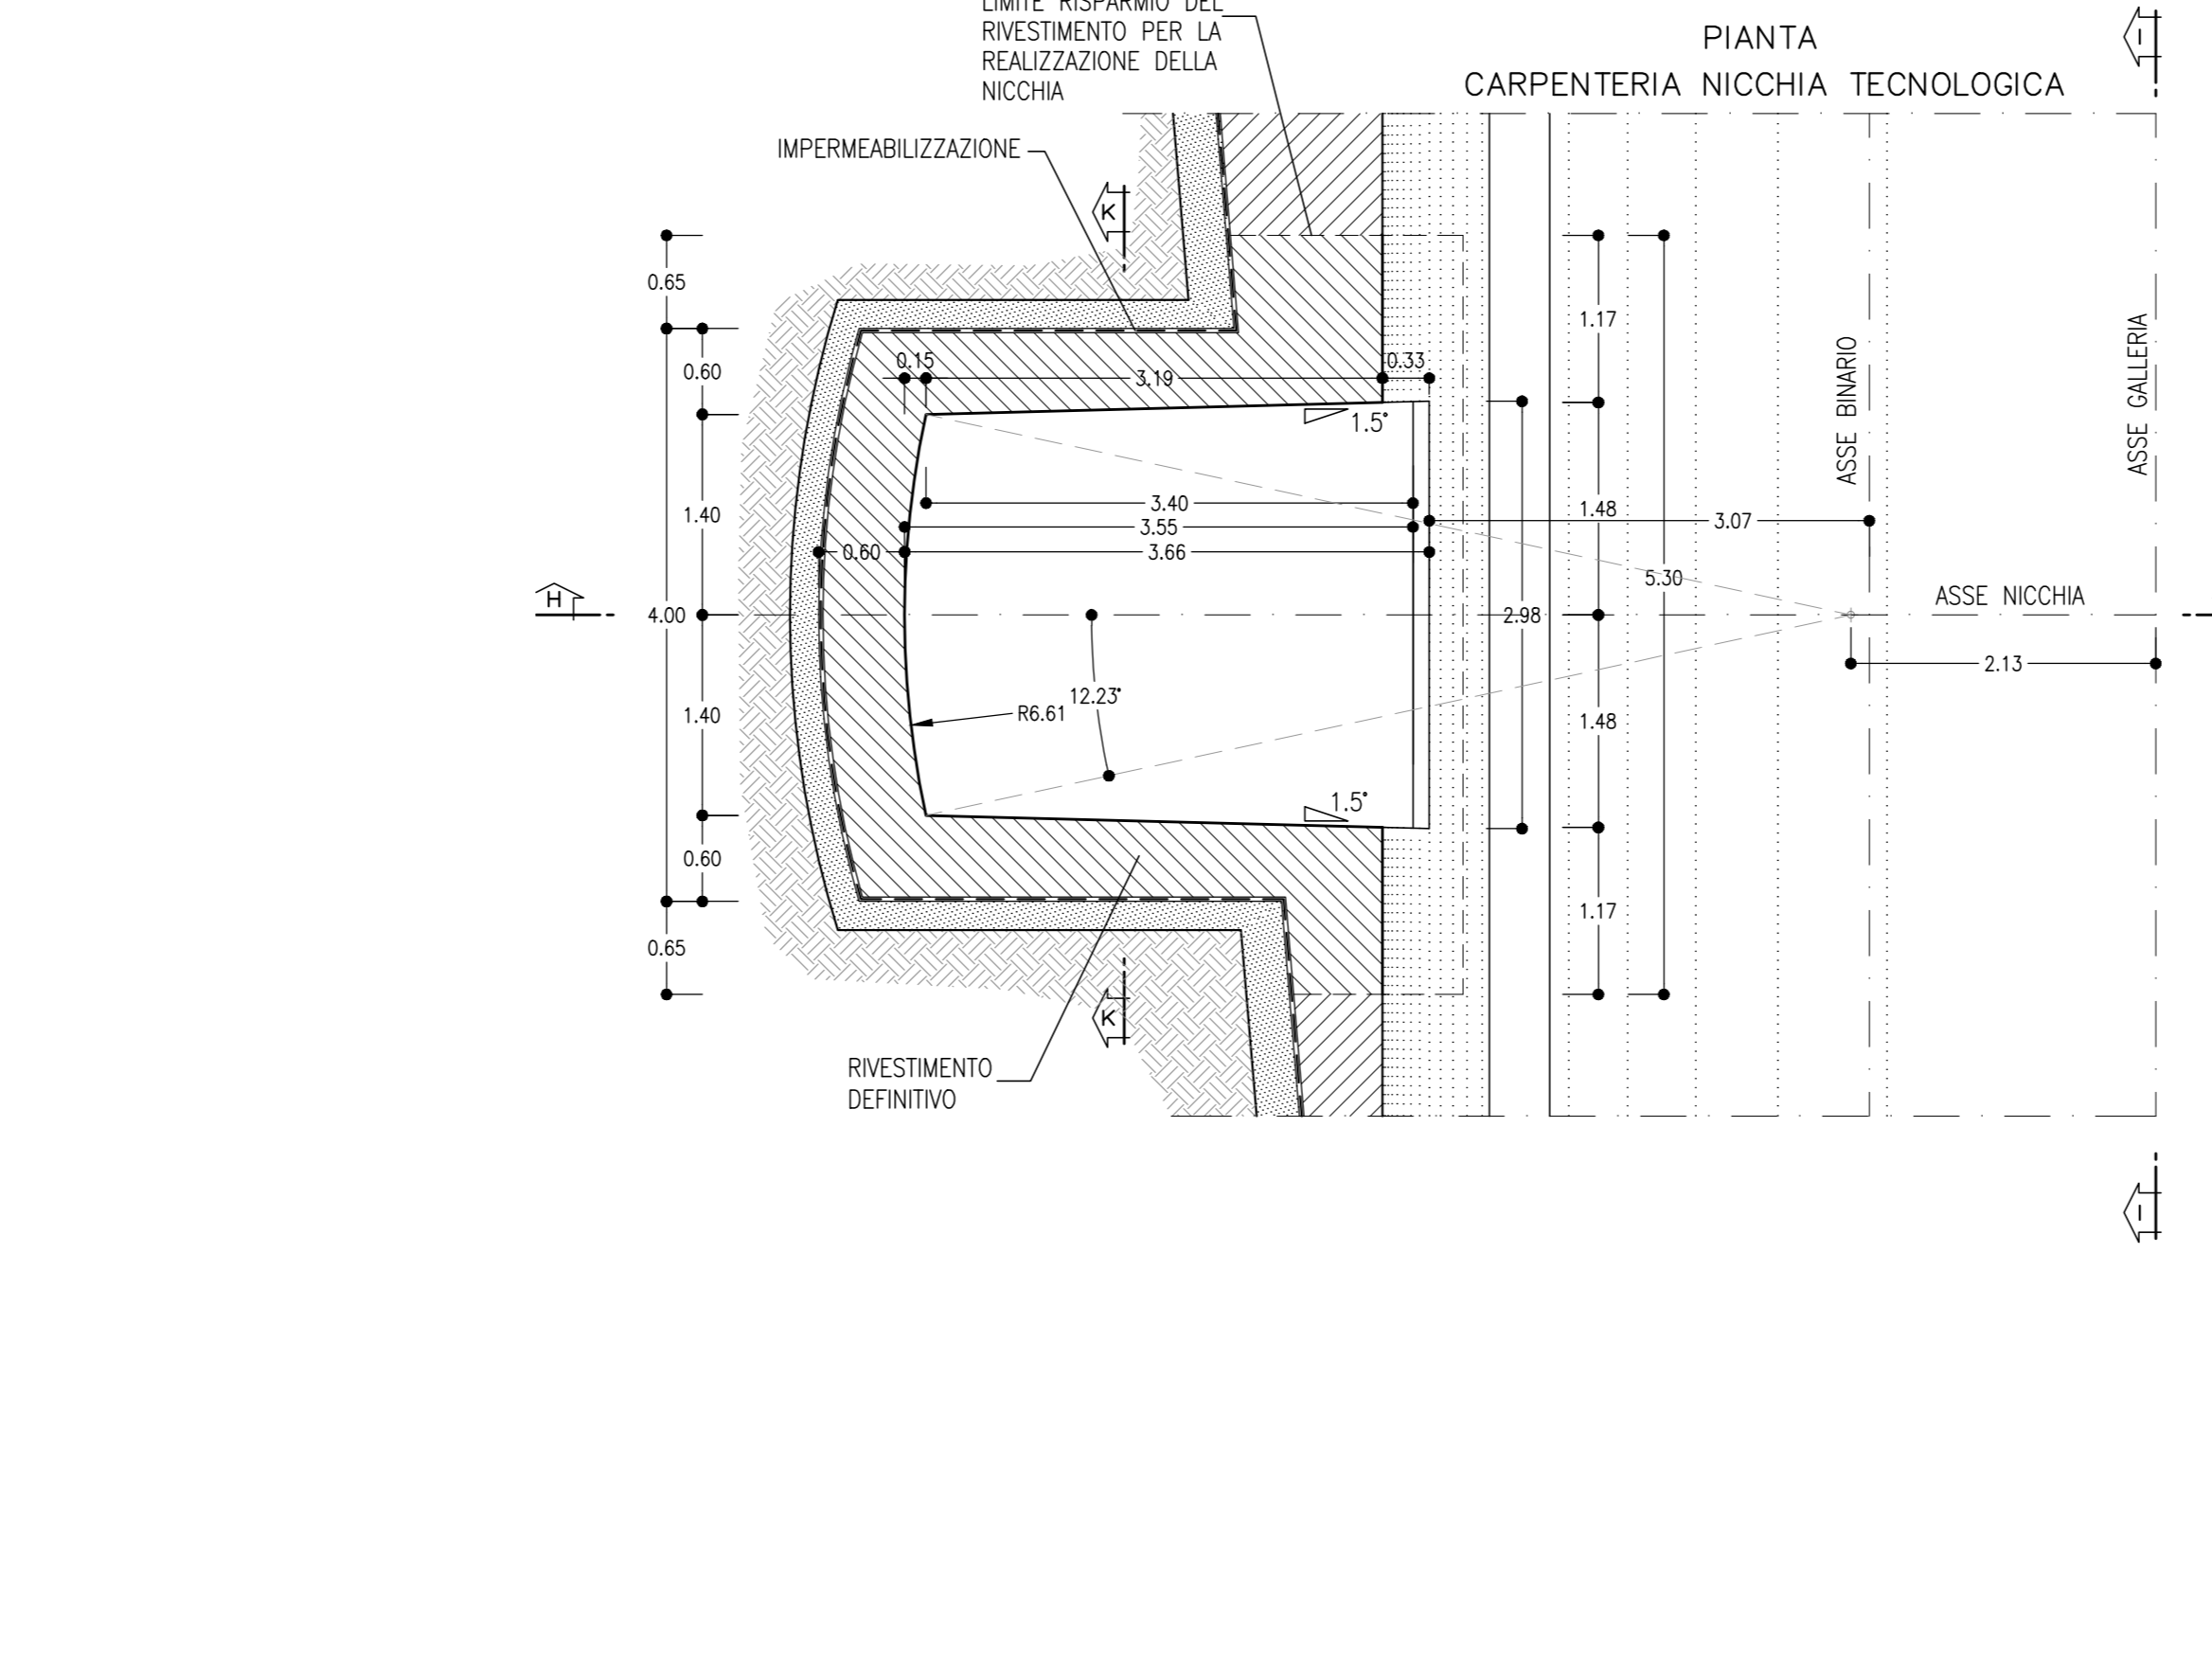 LIMITE RISPARMIO DEL
RIVESTIMENTO PER LA
REALIZZAZIONE DELLA
NICCHIA
PIANTA
CARPENTERIA NICCHIA TECNOLOGICA
I
IMPERMEABILIZZAZIONE
K
0.65
1.17
0.60
0.15
3.19
0.33
1.5°
ASSE BINARIO
ASSE GALLERIA
1.40
3.40
1.48
3.55
3.07
0.60
3.66
5.30
H
4.00
2.98
ASSE NICCHIA
2.13
12.23°
R6.61
1.40
1.48
1.5°
0.60
1.17
0.65
K
RIVESTIMENTO
DEFINITIVO
I